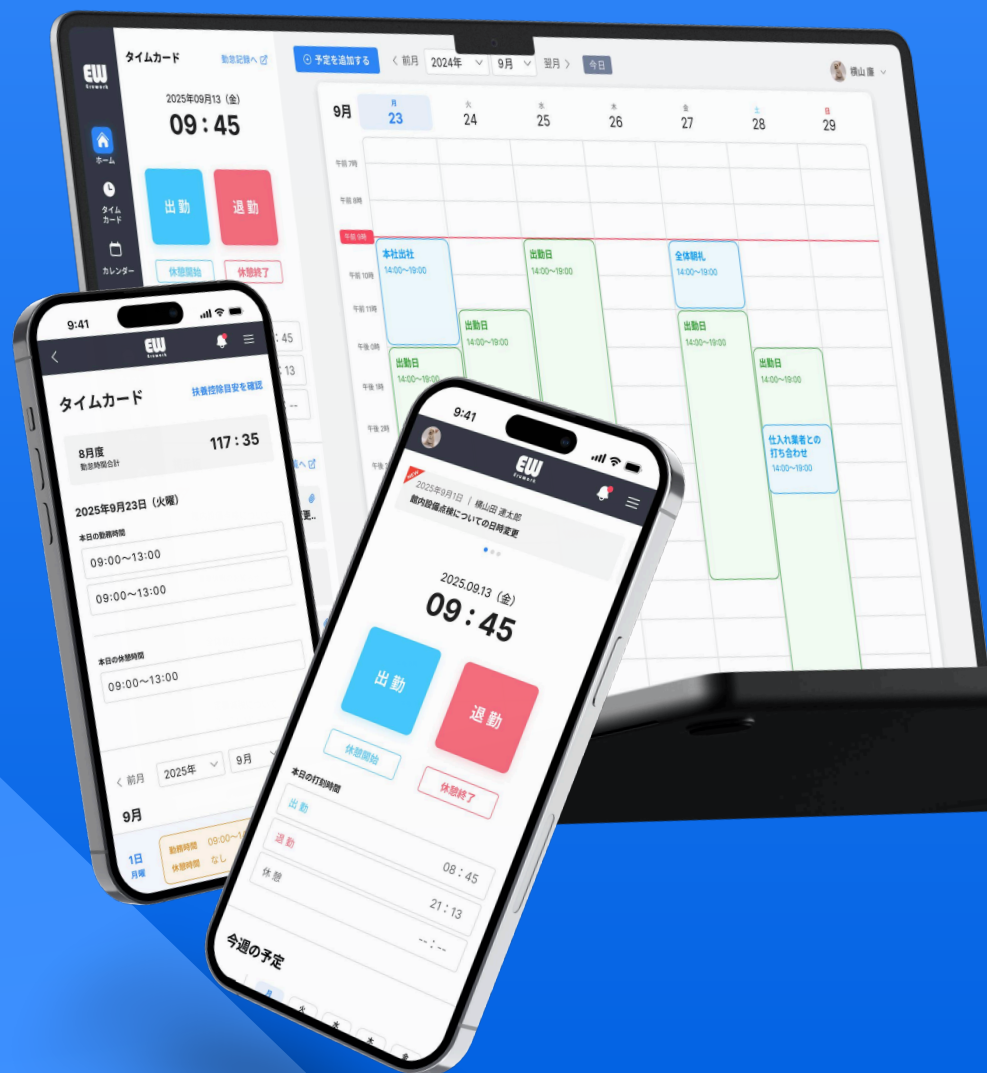 タイムカード
勤怠記録へ
2025年09月13（金）
09：45
出勤
退勤
休憩開始
休憩終了
EW
Erawork
ホーム
タイム
カード
カレンダー
予定を追加する
前月
2024年
9月
翌月
今日
横山 廉
9月
月
23
火
24
水
25
木
26
金
27
土
28
日
29
午前 7時
午前 8時
午前 9時
午前 10時
午前 11時
午後 0時
午後 1時
午後 2時
本社出社
14:00〜19:00
出勤日
14:00〜19:00
出勤日
14:00〜19:00
出勤日
14:00〜19:00
全体朝礼
14:00〜19:00
出勤日
14:00〜19:00
出勤日
14:00〜19:00
仕入れ業者との
打ち合わせ
14:00〜19:00
: 45
: 13
: --
9:41
EW
タイムカード
扶養控除目安を確認
8月度
勤怠時間合計
117：35
2025年9月23日（火曜）
本日の勤務時間
09:00〜13:00
09:00〜13:00
本日の休憩時間
09:00〜13:00
前月
2025年
9月
9月
1日
月曜
勤務時間 09:00〜1
休憩時間 なし
9:41
EW
NEW
2025年9月1日 ｜ 横山田 連太郎
館内設備点検についての日時変更
2025.09.13（金）
09：45
出勤
退勤
休憩開始
休憩終了
本日の打刻時間
出勤
08：45
退勤
21：13
休憩
--：--
今週の予定
月
火
水
木
金